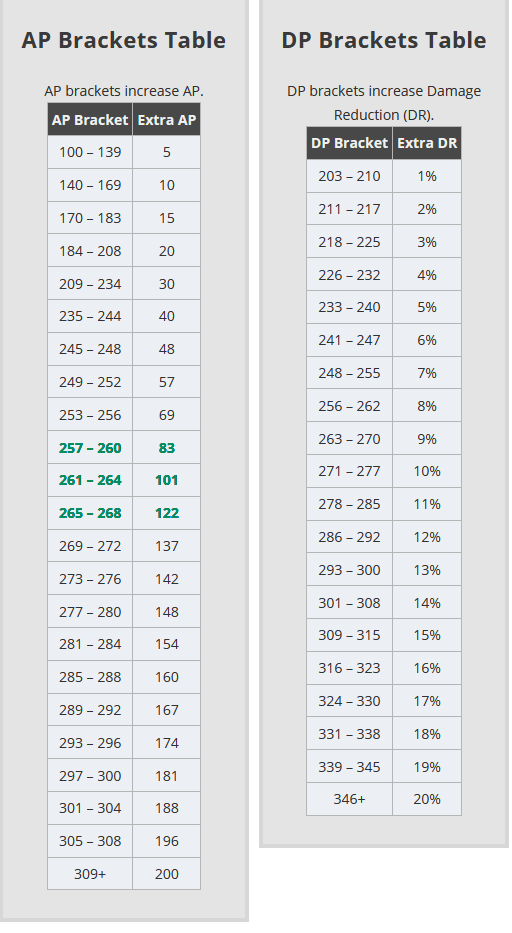 AP Brackets Table
AP brackets increase AP.
AP Bracket Extra AP
100 – 139 5
140 – 169 10
170 – 183 15
184 – 208 20
209 – 234 30
235 – 244 40
245 – 248 48
249 – 252 57
253 – 256 69
257 – 260 83
261 – 264 101
265 – 268 122
269 – 272 137
273 – 276 142
277 – 280 148
281 – 284 154
285 – 288 160
289 – 292 167
293 – 296 174
297 – 300 181
301 – 304 188
305 – 308 196
309+ 200
DP Brackets Table
DP brackets increase Damage
Reduction (DR).
DP Bracket Extra DR
203 – 210 1%
211 – 217 2%
218 – 225 3%
226 – 232 4%
233 – 240 5%
241 – 247 6%
248 – 255 7%
256 – 262 8%
263 – 270 9%
271 – 277 10%
278 – 285 11%
286 – 292 12%
293 – 300 13%
301 – 308 14%
309 – 315 15%
316 – 323 16%
324 – 330 17%
331 – 338 18%
339 – 345 19%
346+ 20%